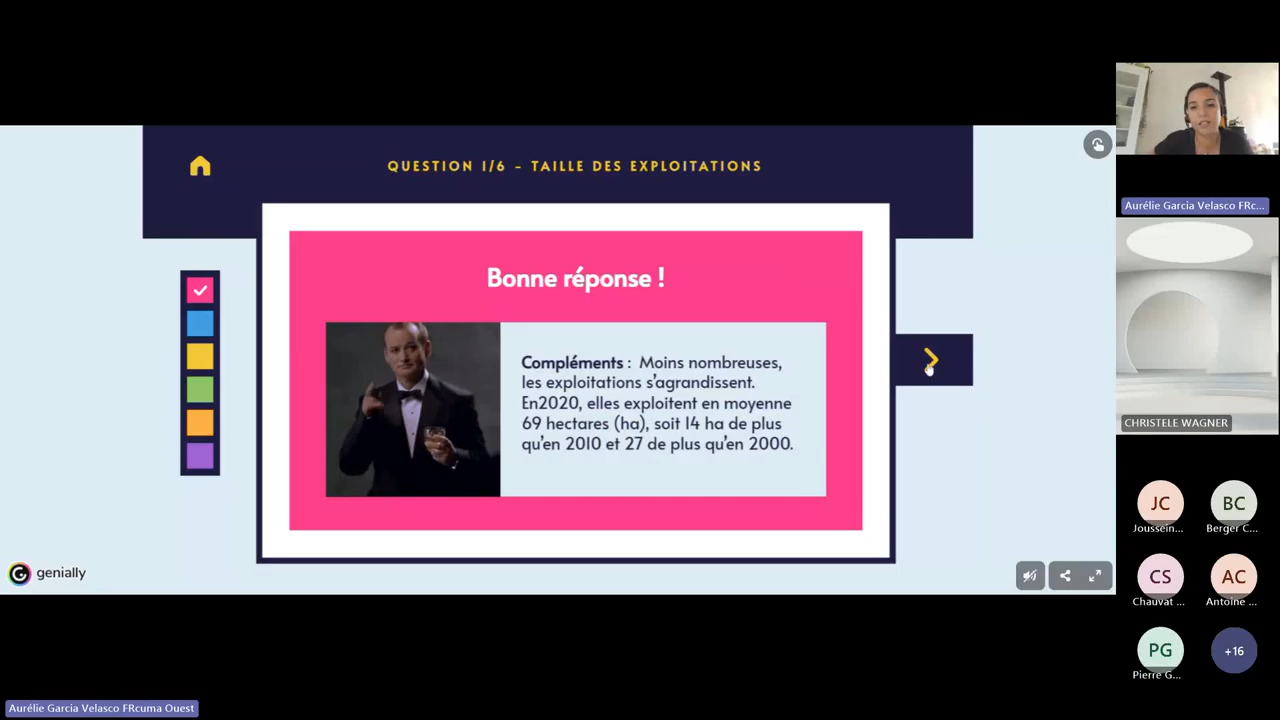 QUESTION 1/6 - TAILLE DES EXPLOITATIONS
Bonne réponse !
Compléments : Moins nombreuses,
les exploitations s'agrandissent.
En2020, elles exploitent en moyenne
69 hectares (ha), soit 14 ha de plus
qu'en 2010 et 27 de plus qu'en 2000.
genially
Aurélie Garcia Velasco FRc...
CHRISTELE WAGNER
JC
BC
Joussein...
Berger C...
CS
AC
Chauvat ...
Antoine ...
PG
+16
Pierre G...
Aurélie Garcia Velasco FRcuma Ouest